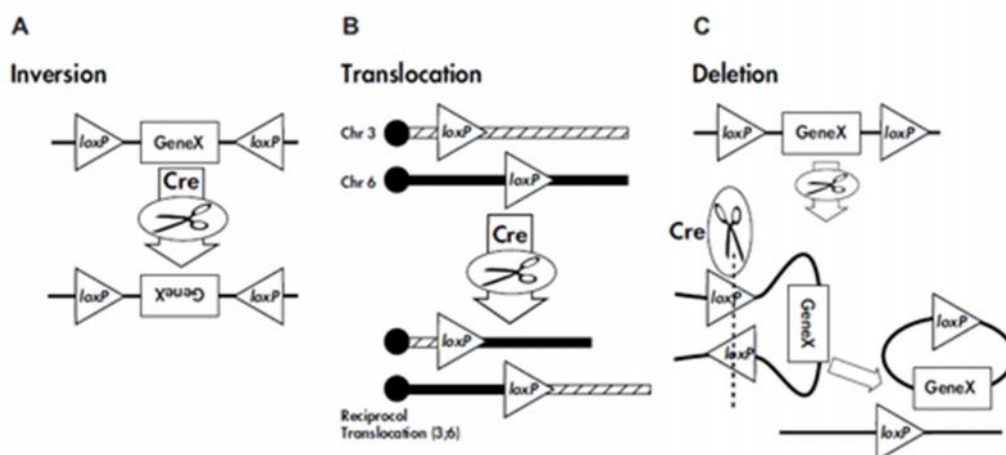 A
Inversion
loxP
GeneX
loxP
Cre
loxP
GeneX
loxP
B
Translocation
Chr 3
loxP
Chr 6
loxP
Cre
loxP
loxP
Reciprocol
Translocation (3;6)
C
Deletion
loxP
GeneX
loxP
Cre
loxP
loxP
GeneX
loxP
GeneX
loxP